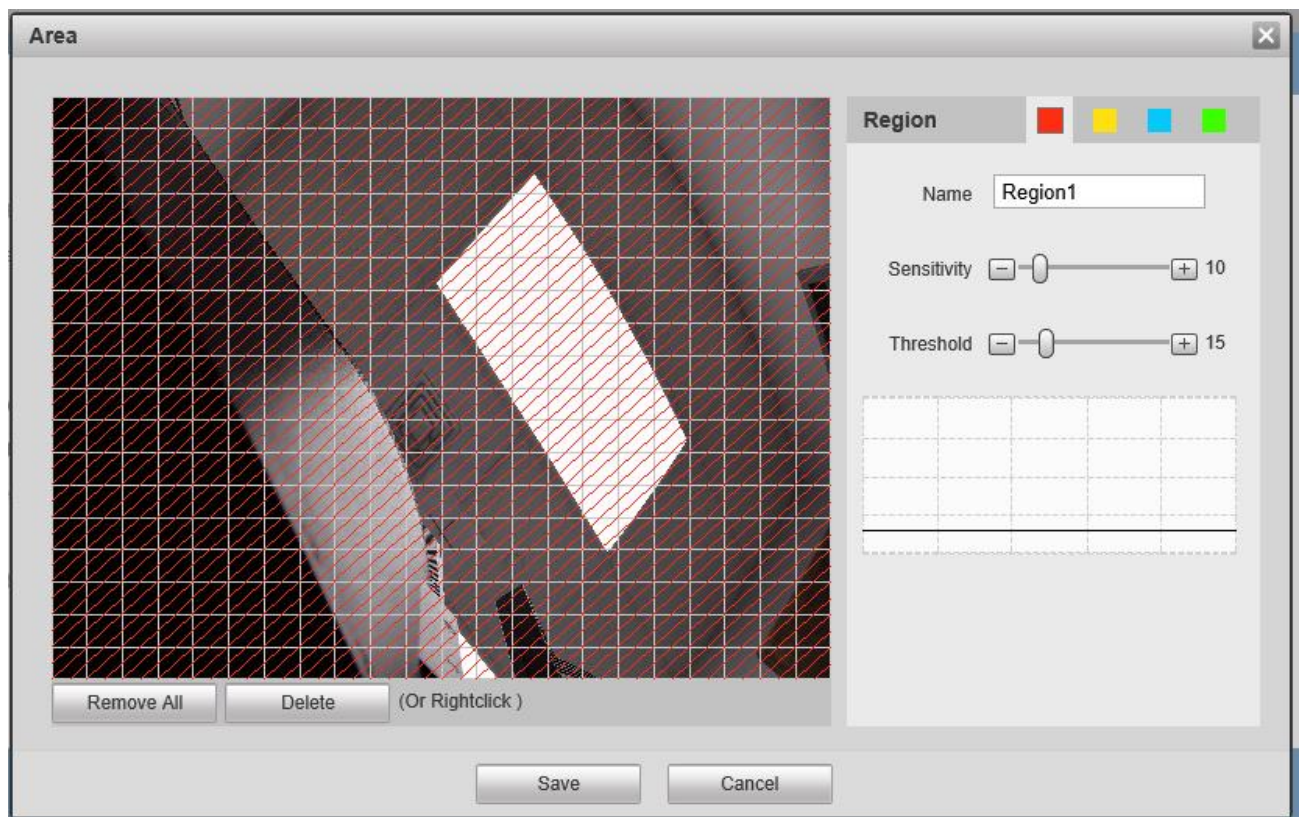 Area
Region
Name Region1
Sensitivity 10
Threshold 15
Remove All Delete (Or Rightclick )
Save Cancel